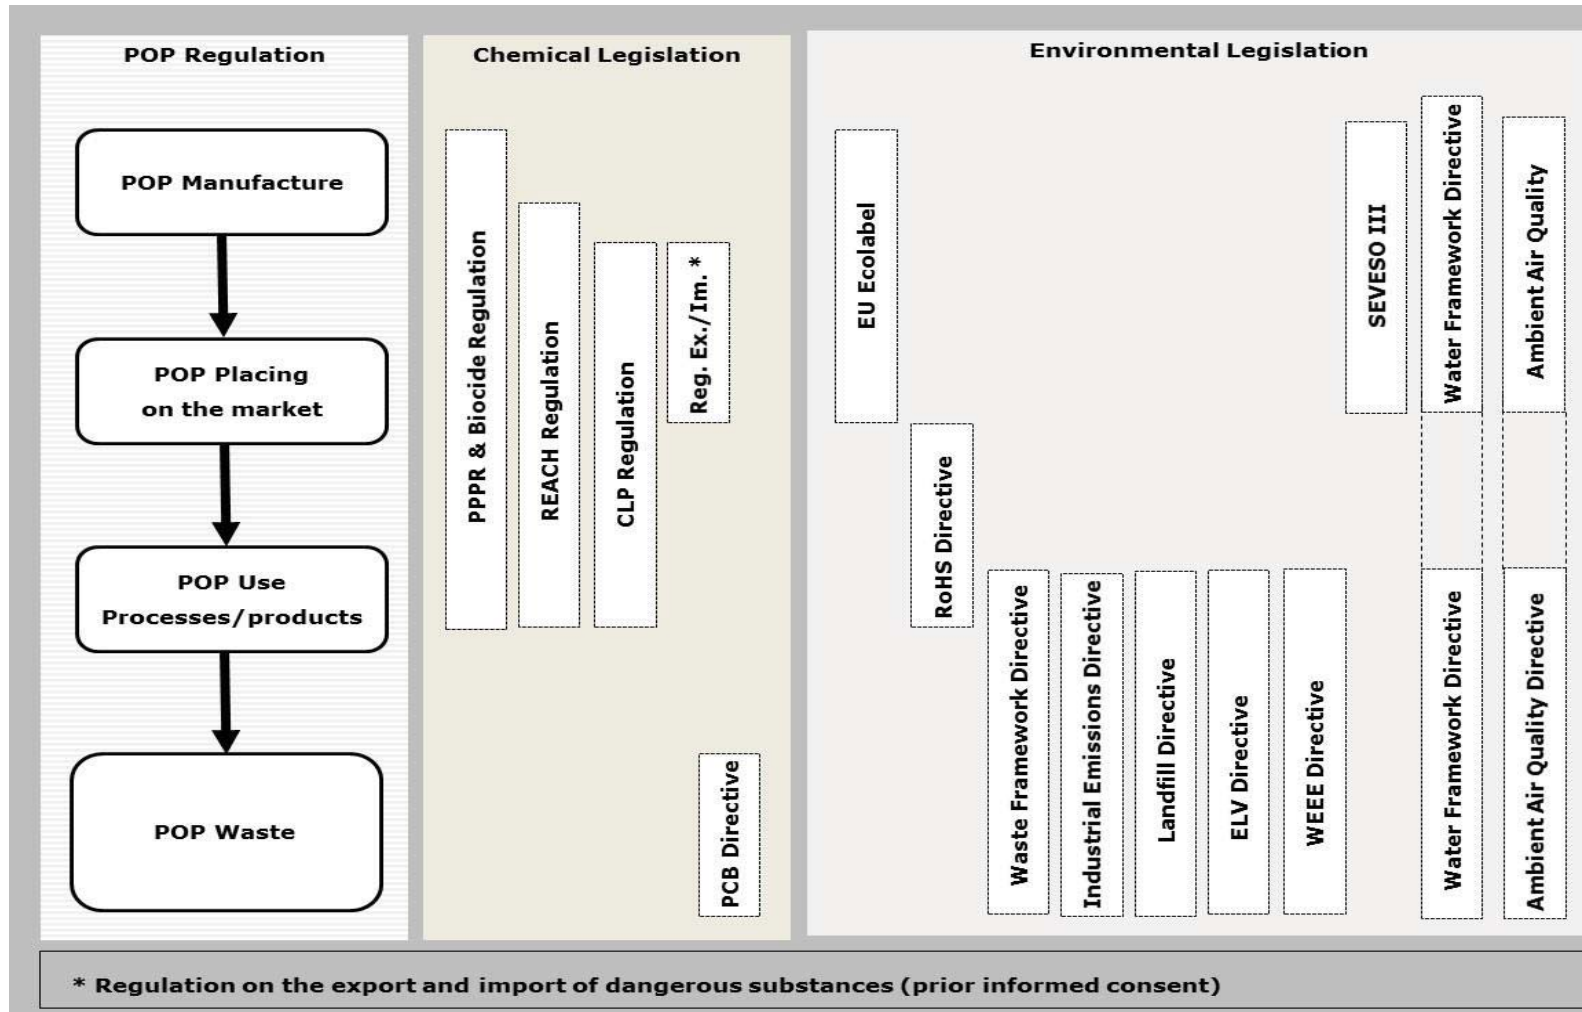 POP Regulation
POP Manufacture
POP Placing
on the market
POP Use
Processes/products
POP Waste
Chemical Legislation
PPPR & Biocide Regulation
REACH Regulation
CLP Regulation
Reg. Ex./Im. *
PCB Directive
Environmental Legislation
EU Ecolabel
RoHS Directive
Waste Framework Directive
Industrial Emissions Directive
Landfill Directive
ELV Directive
WEEE Directive
SEVESO III
Water Framework Directive
Ambient Air Quality
Water Framework Directive
Ambient Air Quality Directive
* Regulation on the export and import of dangerous substances (prior informed consent)